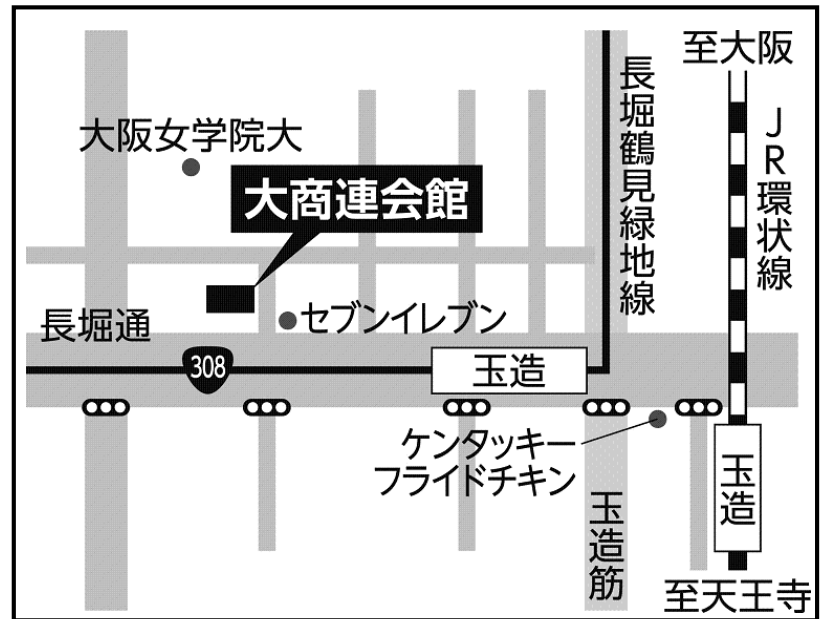 至大阪
長堀鶴見緑地線
JR環状線
大阪女学院大
大商連会館
セブンイレブン
長堀通
308
玉造
ケンタッキー
フライドチキン
玉造
玉造筋
至天王寺